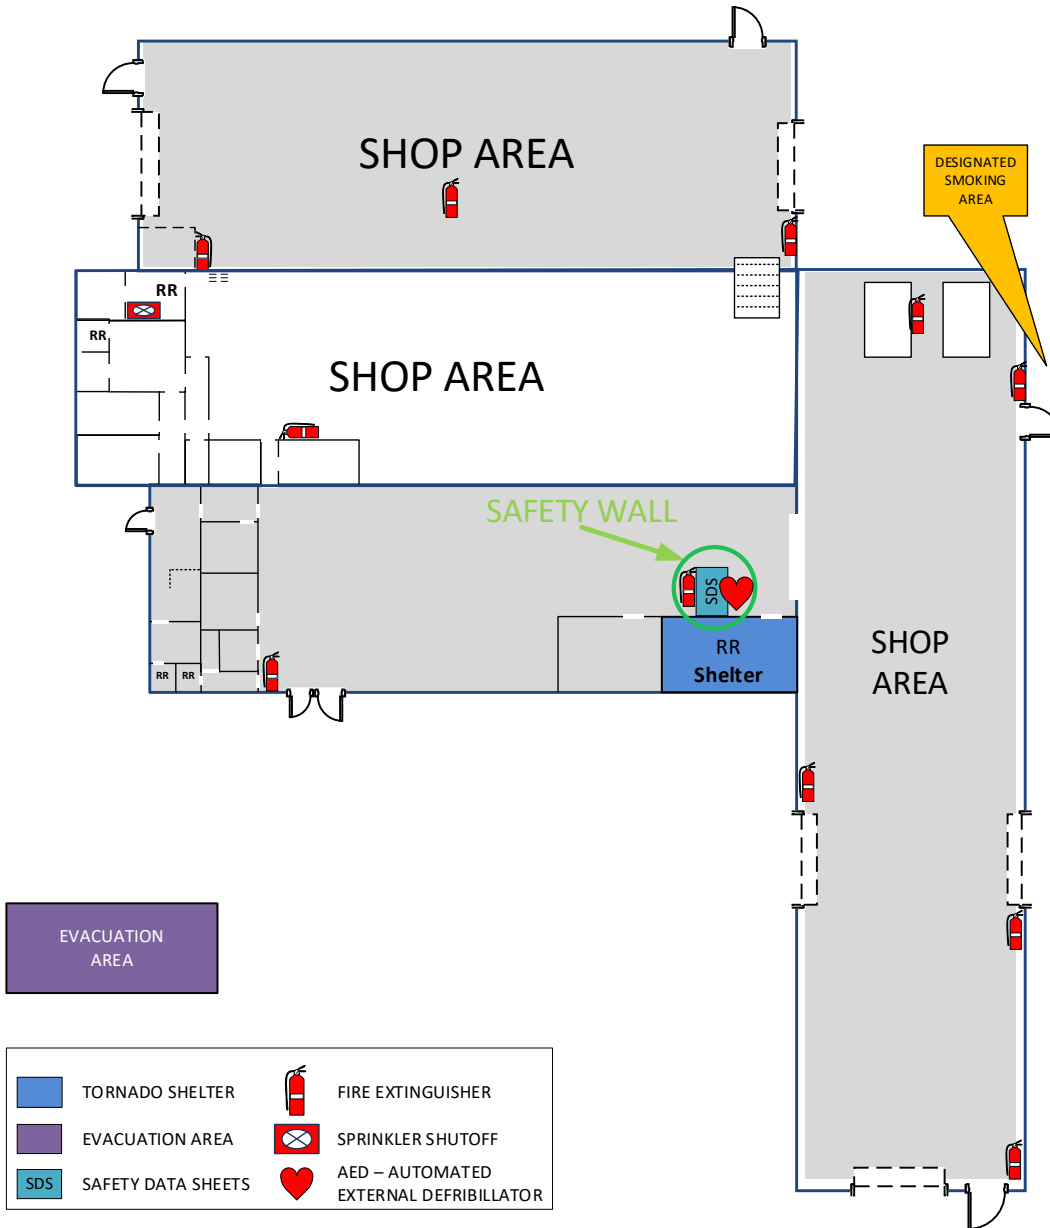 SHOP AREA
DESIGNATED
SMOKING
AREA
RR
RR
SHOP AREA
SAFETY WALL
SDS
RR
Shelter
SHOP
AREA
RR
RR
EVACUATION
AREA
TORNADO SHELTER
FIRE EXTINGUISHER
EVACUATION AREA
SPRINKLER SHUTOFF
SDS
SAFETY DATA SHEETS
AED – AUTOMATED
EXTERNAL DEFRIBILLATOR